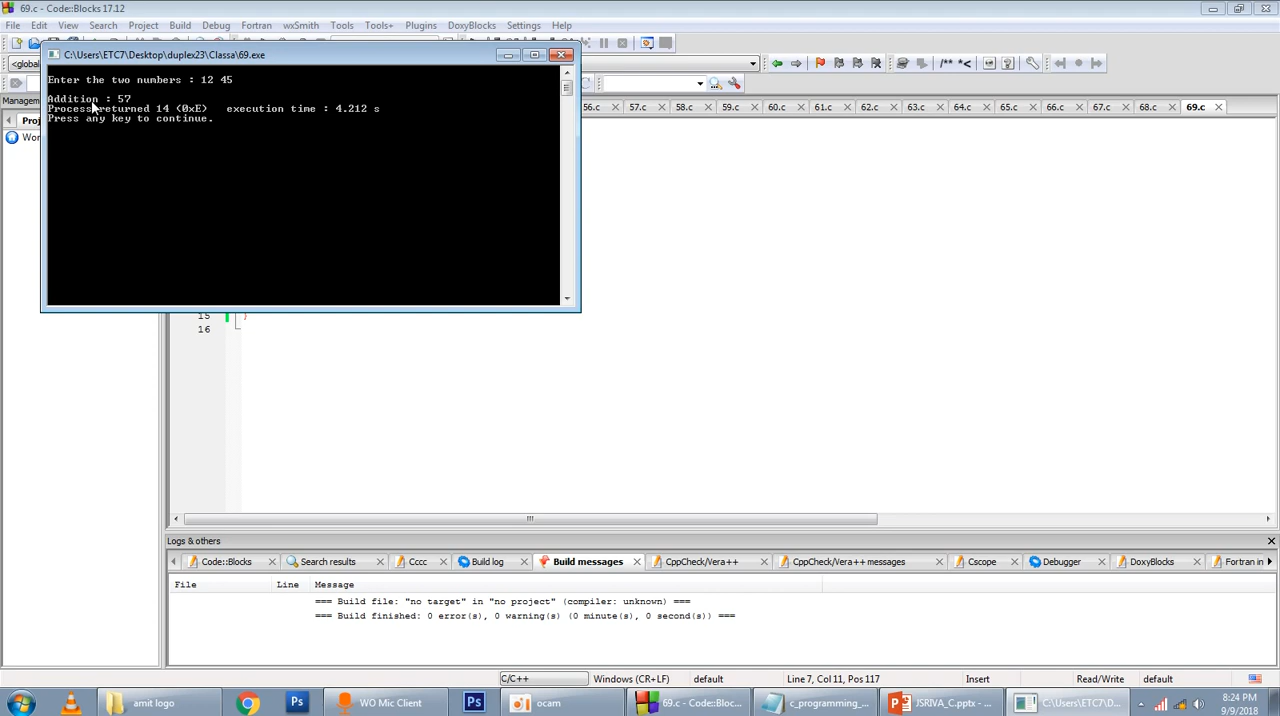 69.c - Code::Blocks 17.12
File Edit View Search Project Build Debug Fortran wxSmith Tools Tools+ Plugins DoxyBlocks Settings Help
C:\Users\ETC7\Desktop\duplex23\Classa\69.exe
<global
Enter the two numbers : 12 45
Addition : 57
Process returned 14 (0xE) execution time : 4.212 s
Press any key to continue.
Managem
56.c 57.c 58.c 59.c 60.c 61.c 62.c 63.c 64.c 65.c 66.c 67.c 68.c 69.c
Proj
Wor
15 }
16
Logs & others
Code::Blocks Search results Cccc Build log Build messages CppCheck/Vera++ CppCheck/Vera++ messages Cscope Debugger DoxyBlocks Fortran in
File Line Message
=== Build file: "no target" in "no project" (compiler: unknown) ===
=== Build finished: 0 error(s), 0 warning(s) (0 minute(s), 0 second(s)) ===
C/C++ Windows (CR+LF) default Line 7, Col 11, Pos 117 Insert Read/Write default
amit logo WO Mic Client ocam 69.c - Code::Bloc... c_programming_... JSRIVA_C.pptx - ... C:\Users\ETC7\D...
8:24 PM
9/9/2018